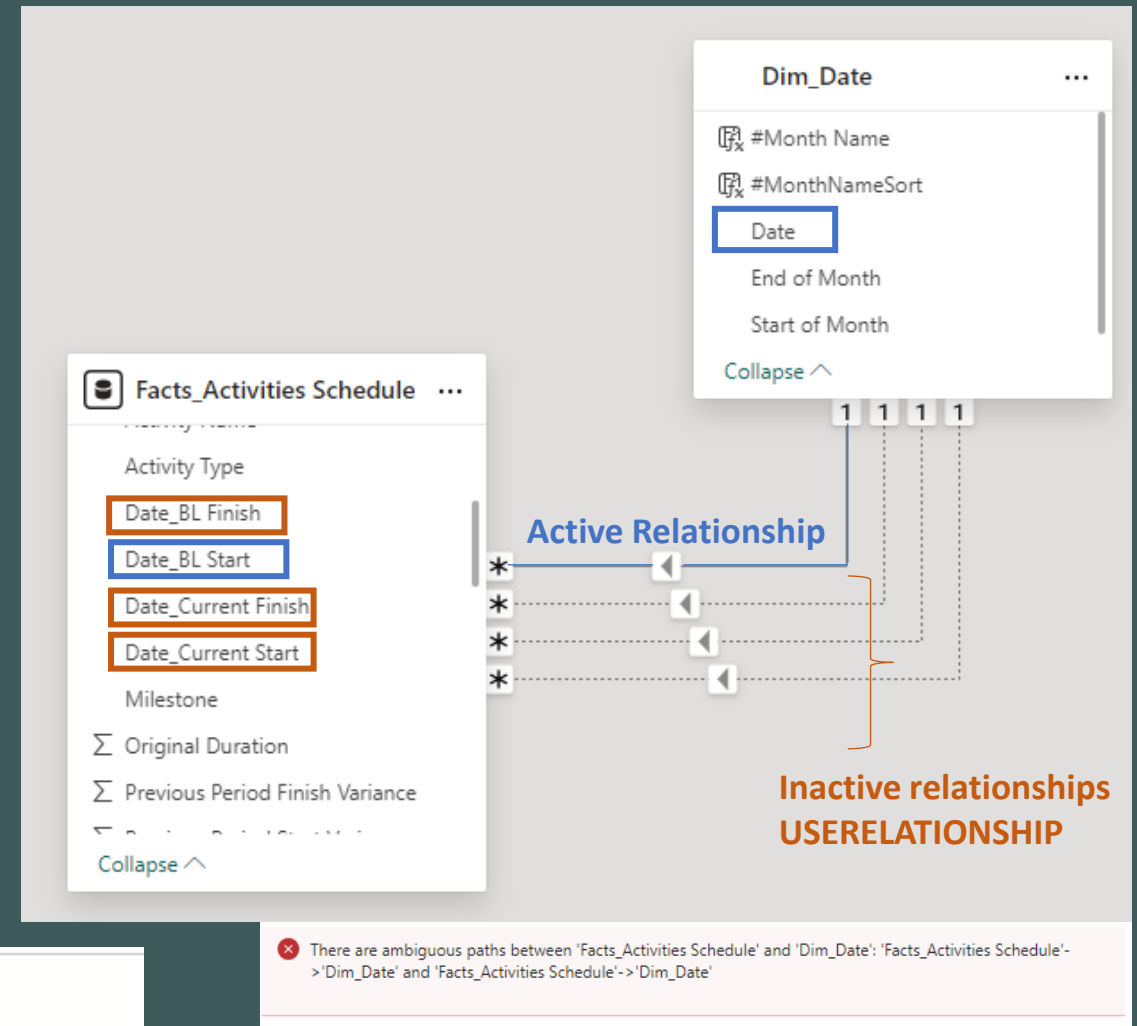 Dim_Date ...
#Month Name
#MonthNameSort
Date
End of Month
Start of Month
Collapse
1 1 1 1
Facts_Activities Schedule ...
Activity Type
Date_BL Finish
Date_BL Start
Date_Current Finish
Date_Current Start
Milestone
Σ Original Duration
Σ Previous Period Finish Variance
Collapse
Active Relationship
*
*
*
*
Inactive relationships
USERELATIONSHIP
There are ambiguous paths between 'Facts_Activities Schedule' and 'Dim_Date': 'Facts_Activities Schedule'-
>'Dim_Date' and 'Facts_Activities Schedule'->'Dim_Date'